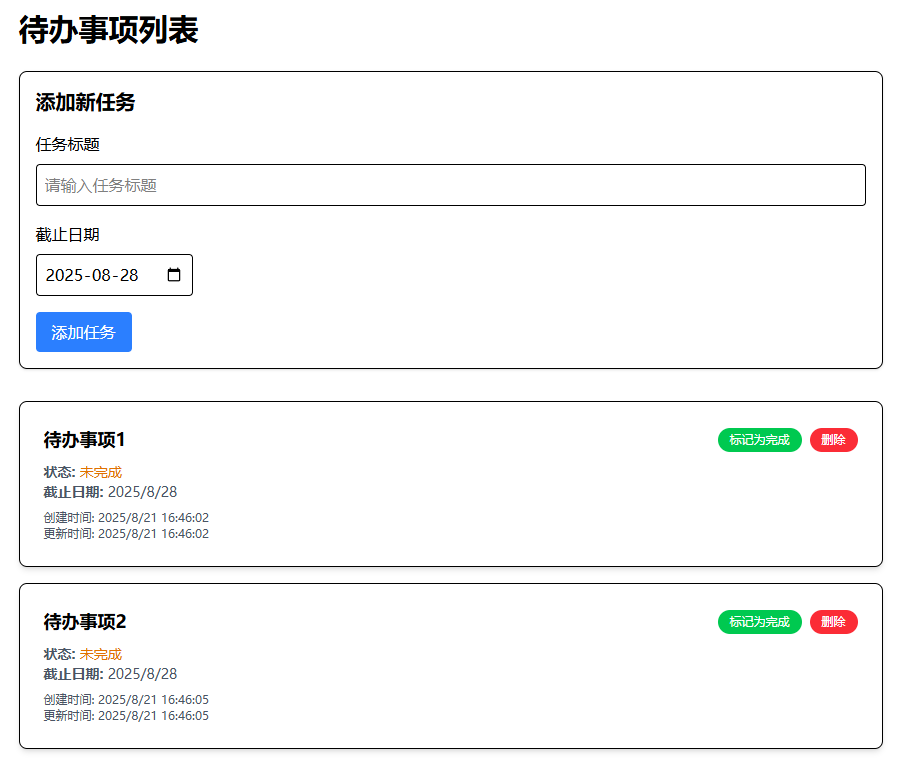 待办事项列表
添加新任务
任务标题
请输入任务标题
截止日期
2025-08-28
添加任务
待办事项1
标记为完成 删除
状态: 未完成
截止日期: 2025/8/28
创建时间: 2025/8/21 16:46:02
更新时间: 2025/8/21 16:46:02
待办事项2
标记为完成 删除
状态: 未完成
截止日期: 2025/8/28
创建时间: 2025/8/21 16:46:05
更新时间: 2025/8/21 16:46:05